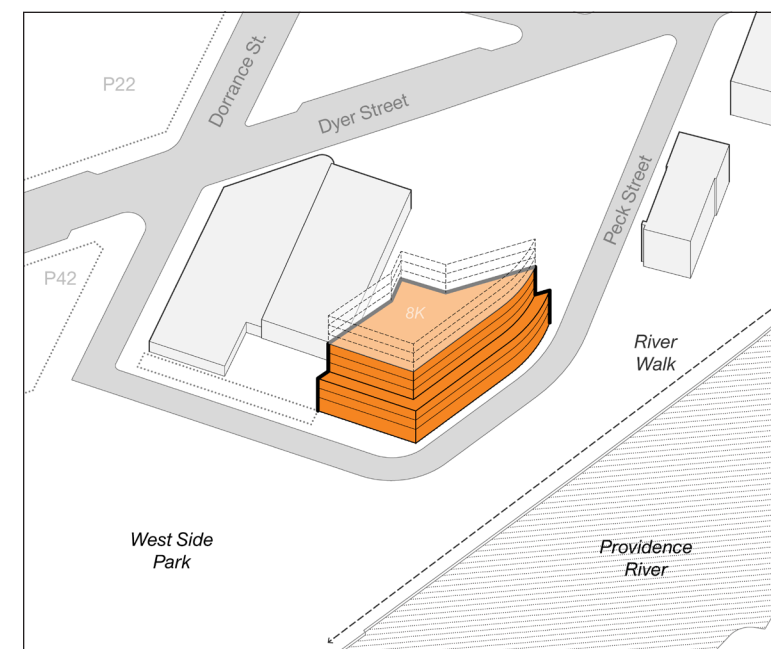 P22
Dorrance St.
Dyer Street
Peck Street
P42
8K
River
Walk
West Side
Park
Providence
River